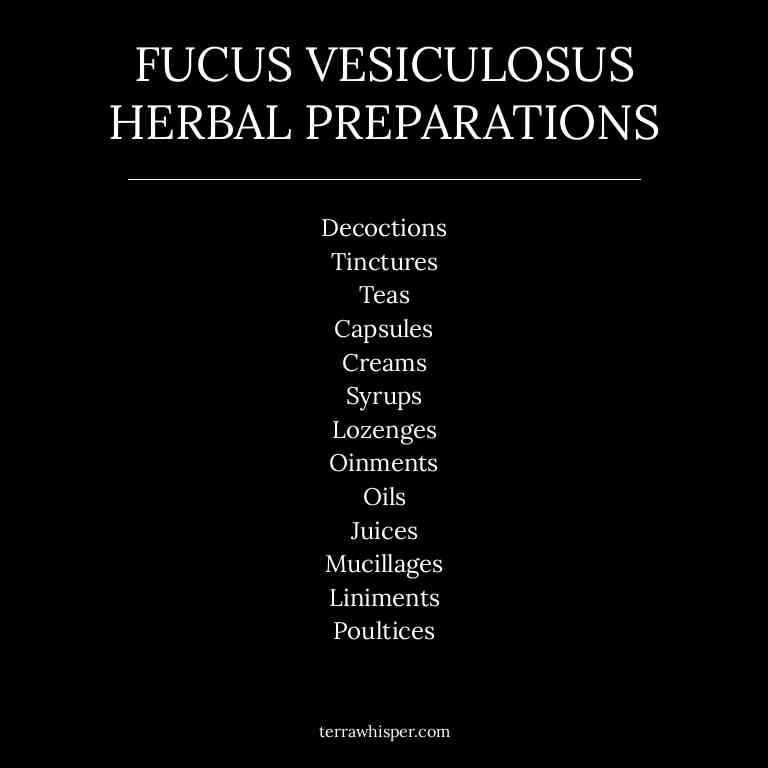 FUCUS VESICULOSUS
HERBAL PREPARATIONS
Decoctions
Tinctures
Teas
Capsules
Creams
Syrups
Lozenges
Oinments
Oils
Juices
Mucillages
Liniments
Poultices
terrawhisper.com